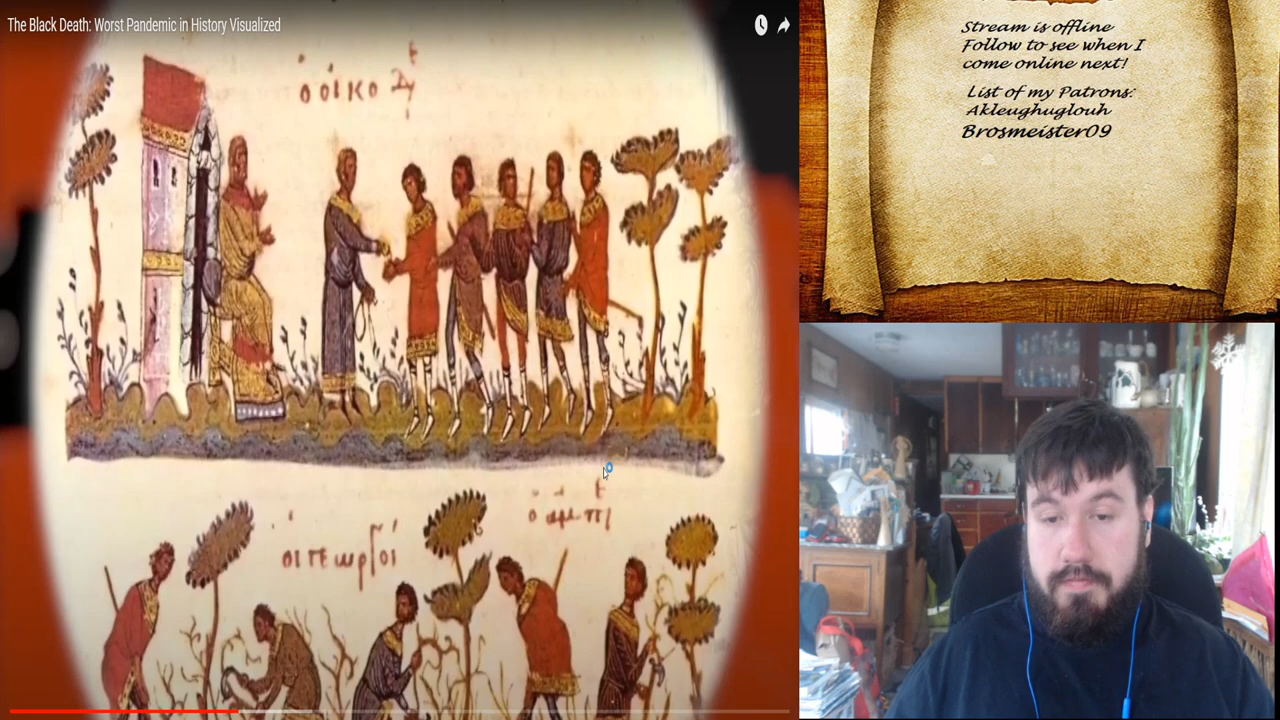 The Black Death: Worst Pandemic in History Visualized
Stream is offline
Follow to see when I
come online next!
List of my Patrons:
Akleughuglouh
Brosmeister09
οι γεωργοί